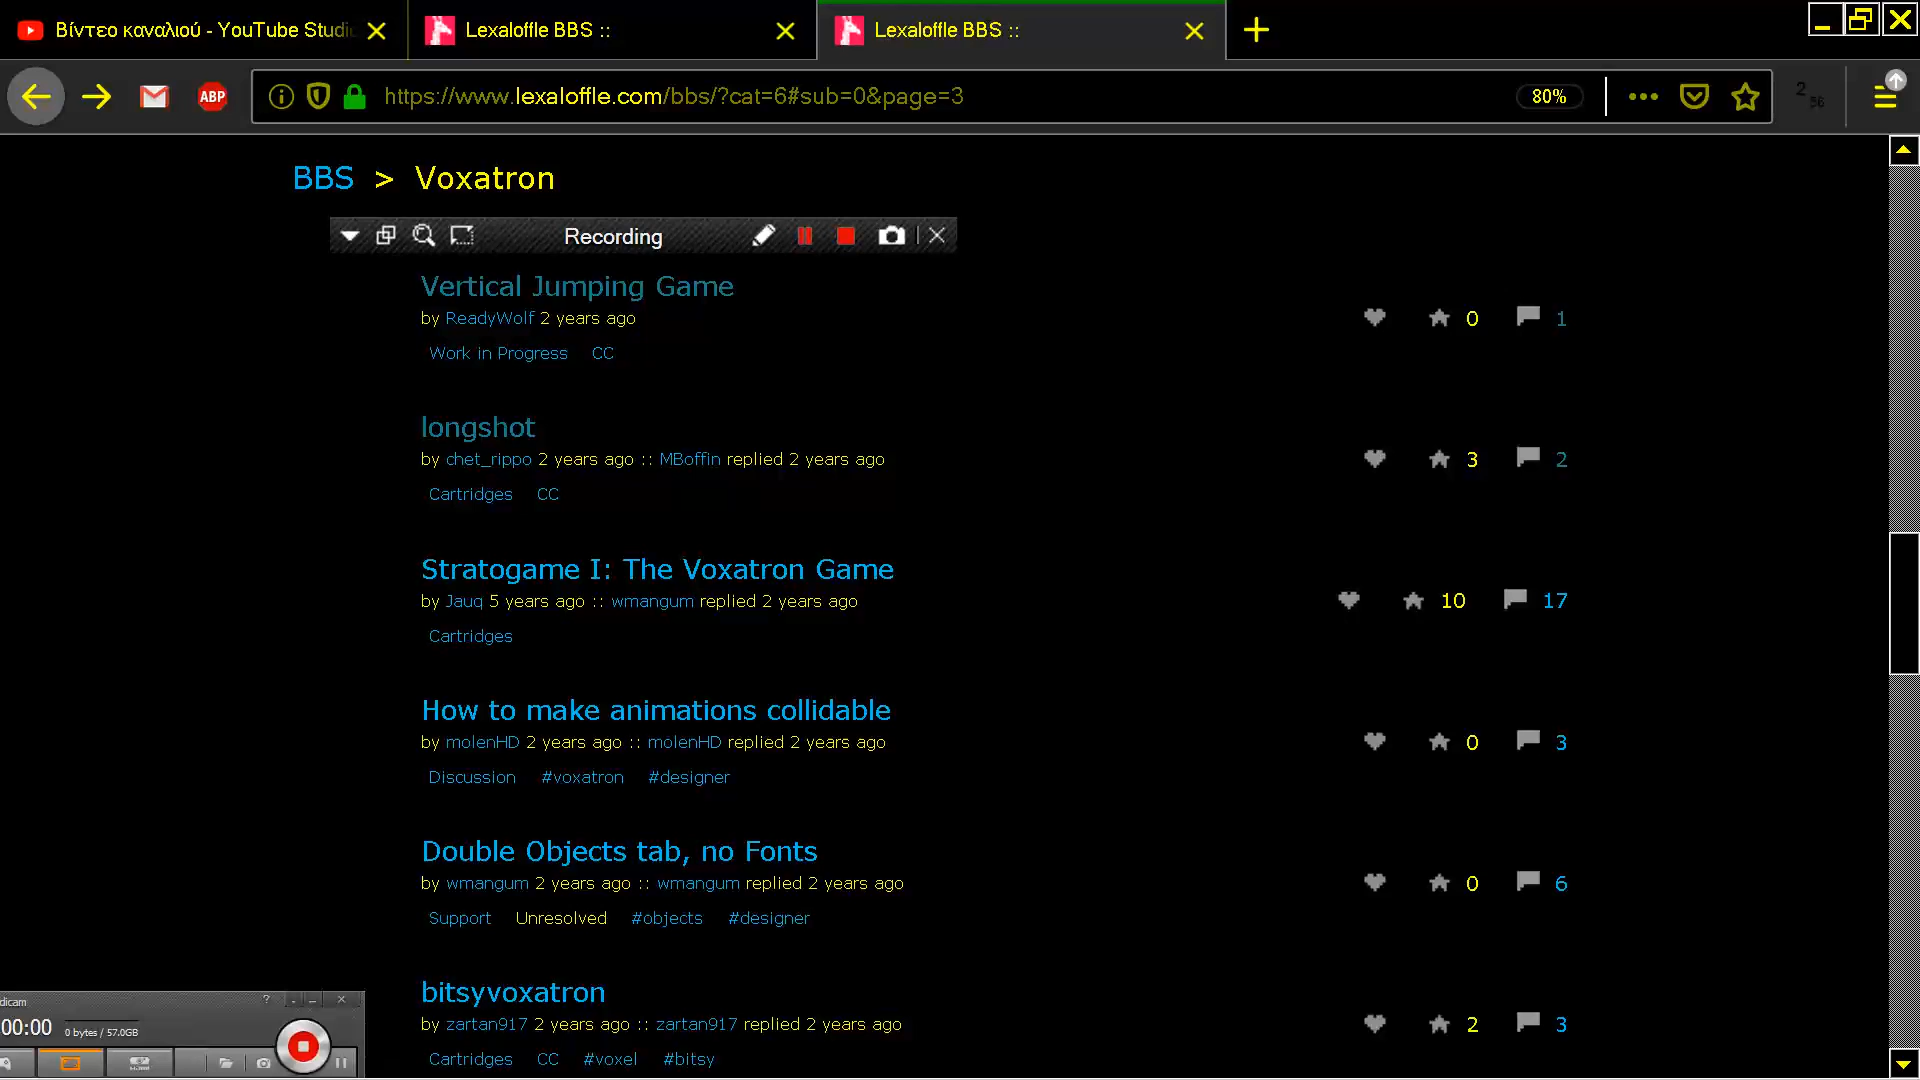 Βίντεο καναλιού - YouTube Studi
Lexaloffle BBS ::
Lexaloffle BBS ::
ABP
https://www.lexaloffle.com/bbs/?cat=6#sub=0&page=3
80%
BBS > Voxatron
Recording
Vertical Jumping Game
by ReadyWolf 2 years ago
0 1
Work in Progress CC
longshot
by chet_rippo 2 years ago :: MBoffin replied 2 years ago
3 2
Cartridges CC
Stratogame I: The Voxatron Game
by Jauq 5 years ago :: wmangum replied 2 years ago
10 17
Cartridges
How to make animations collidable
by molenHD 2 years ago :: molenHD replied 2 years ago
0 3
Discussion #voxatron #designer
Double Objects tab, no Fonts
by wmangum 2 years ago :: wmangum replied 2 years ago
0 6
Support Unresolved #objects #designer
bitsyvoxatron
by zartan917 2 years ago :: zartan917 replied 2 years ago
2 3
Cartridges CC #voxel #bitsy
dicam
00:00 0 bytes / 57.0GB